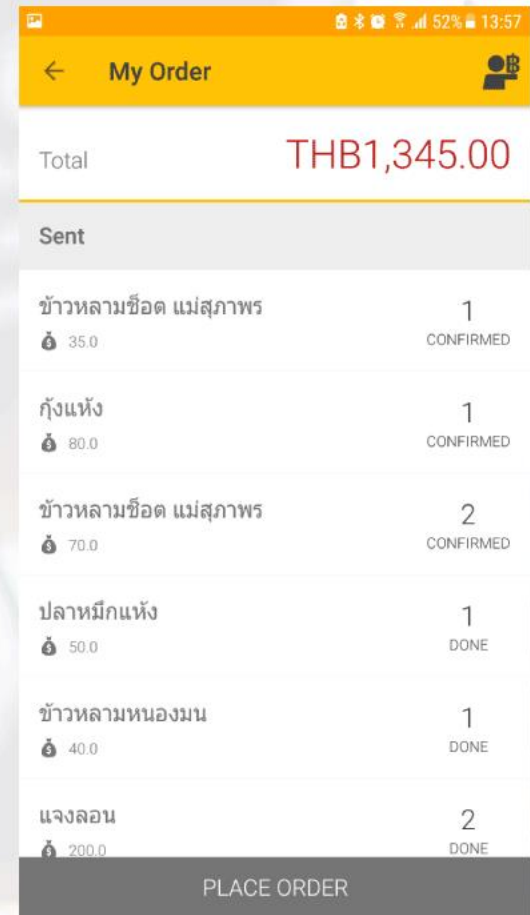 52% 13:57
My Order
Total THB1,345.00
Sent
ข้าวหลามช็อต แม่สุภาพร 1
35.0 CONFIRMED
กุ้งแห้ง 1
80.0 CONFIRMED
ข้าวหลามช็อต แม่สุภาพร 2
70.0 CONFIRMED
ปลาหมึกแห้ง 1
50.0 DONE
ข้าวหลามหนองมน 1
40.0 DONE
แจงลอน 2
200.0 DONE
PLACE ORDER